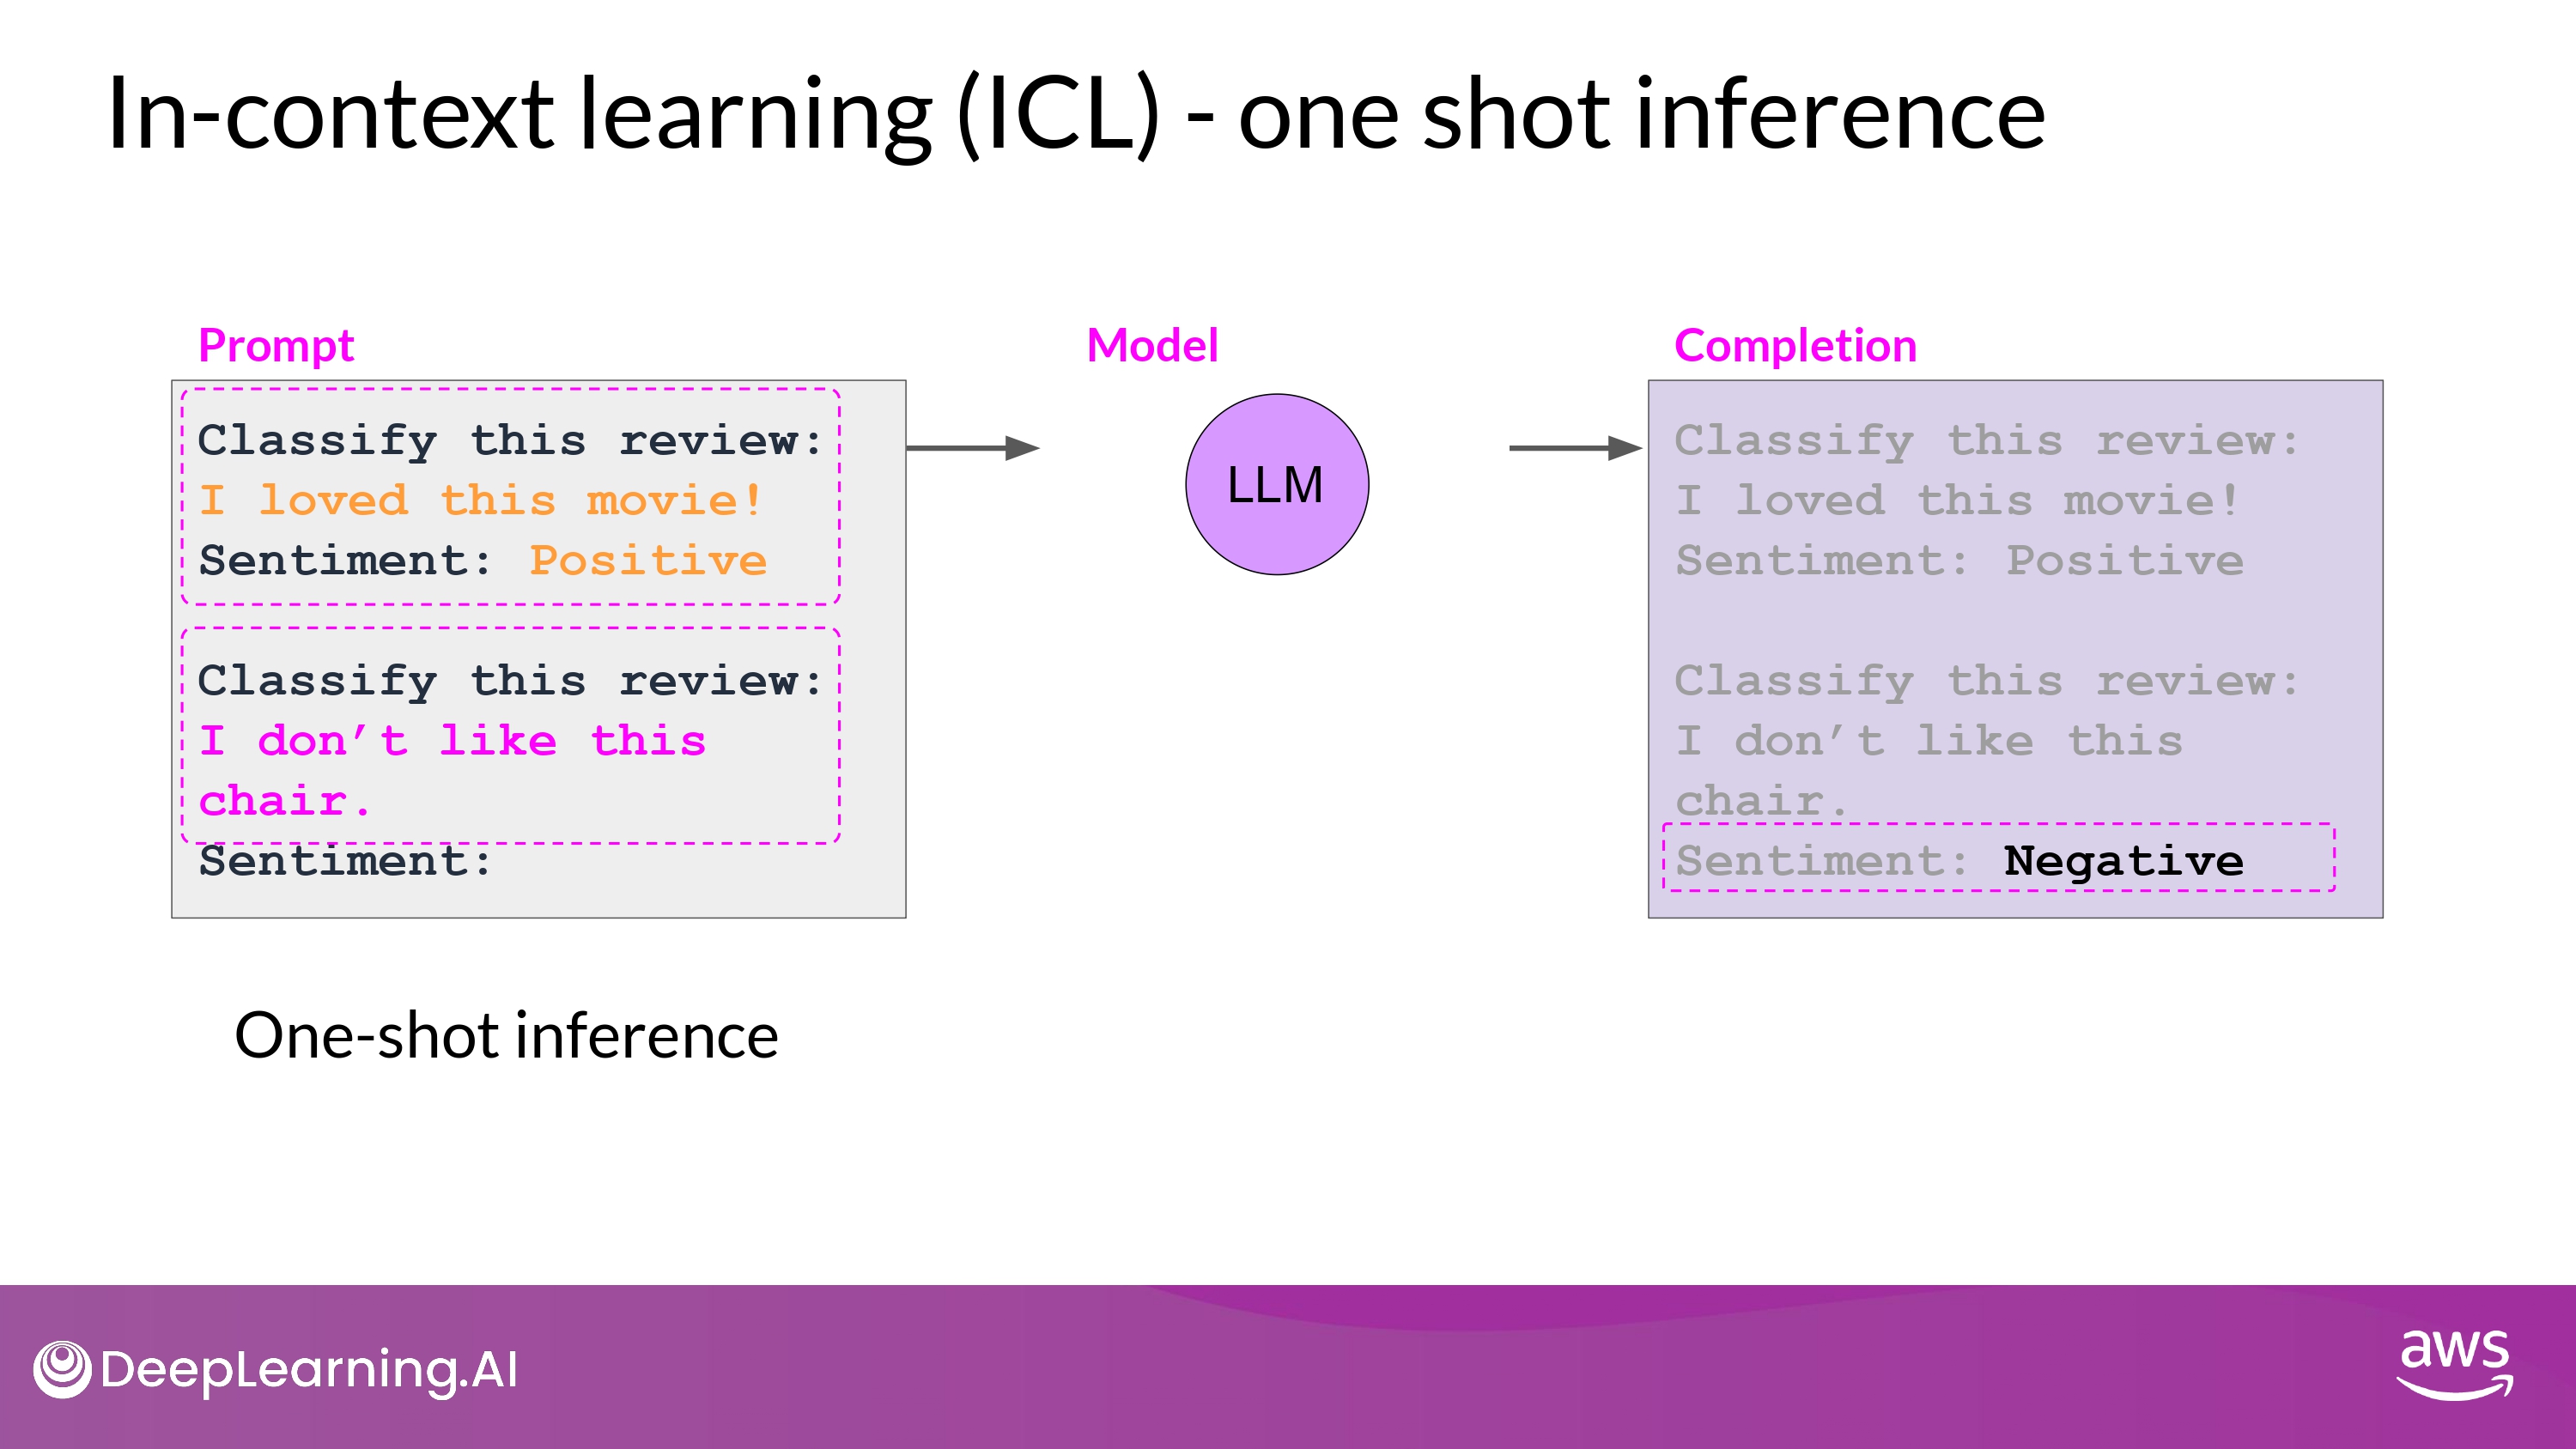 In-context learning (ICL) - one shot inference
Prompt
Classify this review:
I loved this movie!
Sentiment: Positive
Classify this review:
I don’t like this
chair.
Sentiment:
One-shot inference
Model
LLM
Completion
Classify this review:
I loved this movie!
Sentiment: Positive
Classify this review:
I don’t like this
chair.
Sentiment: Negative
DeepLearning.AI
aws